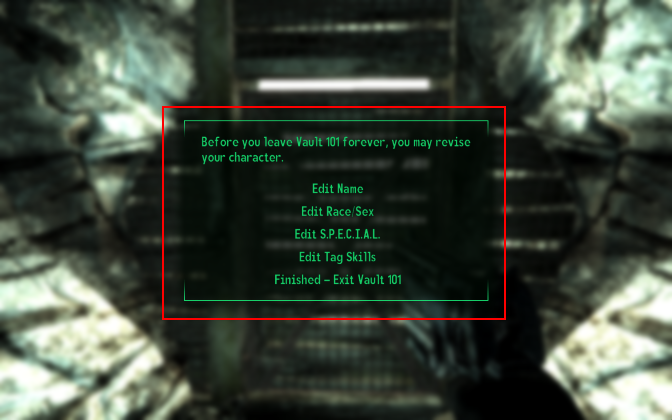 Before you leave Vault 101 forever, you may revise
your character.
Edit Name
Edit Race/Sex
Edit S.P.E.C.I.A.L.
Edit Tag Skills
Finished – Exit Vault 101